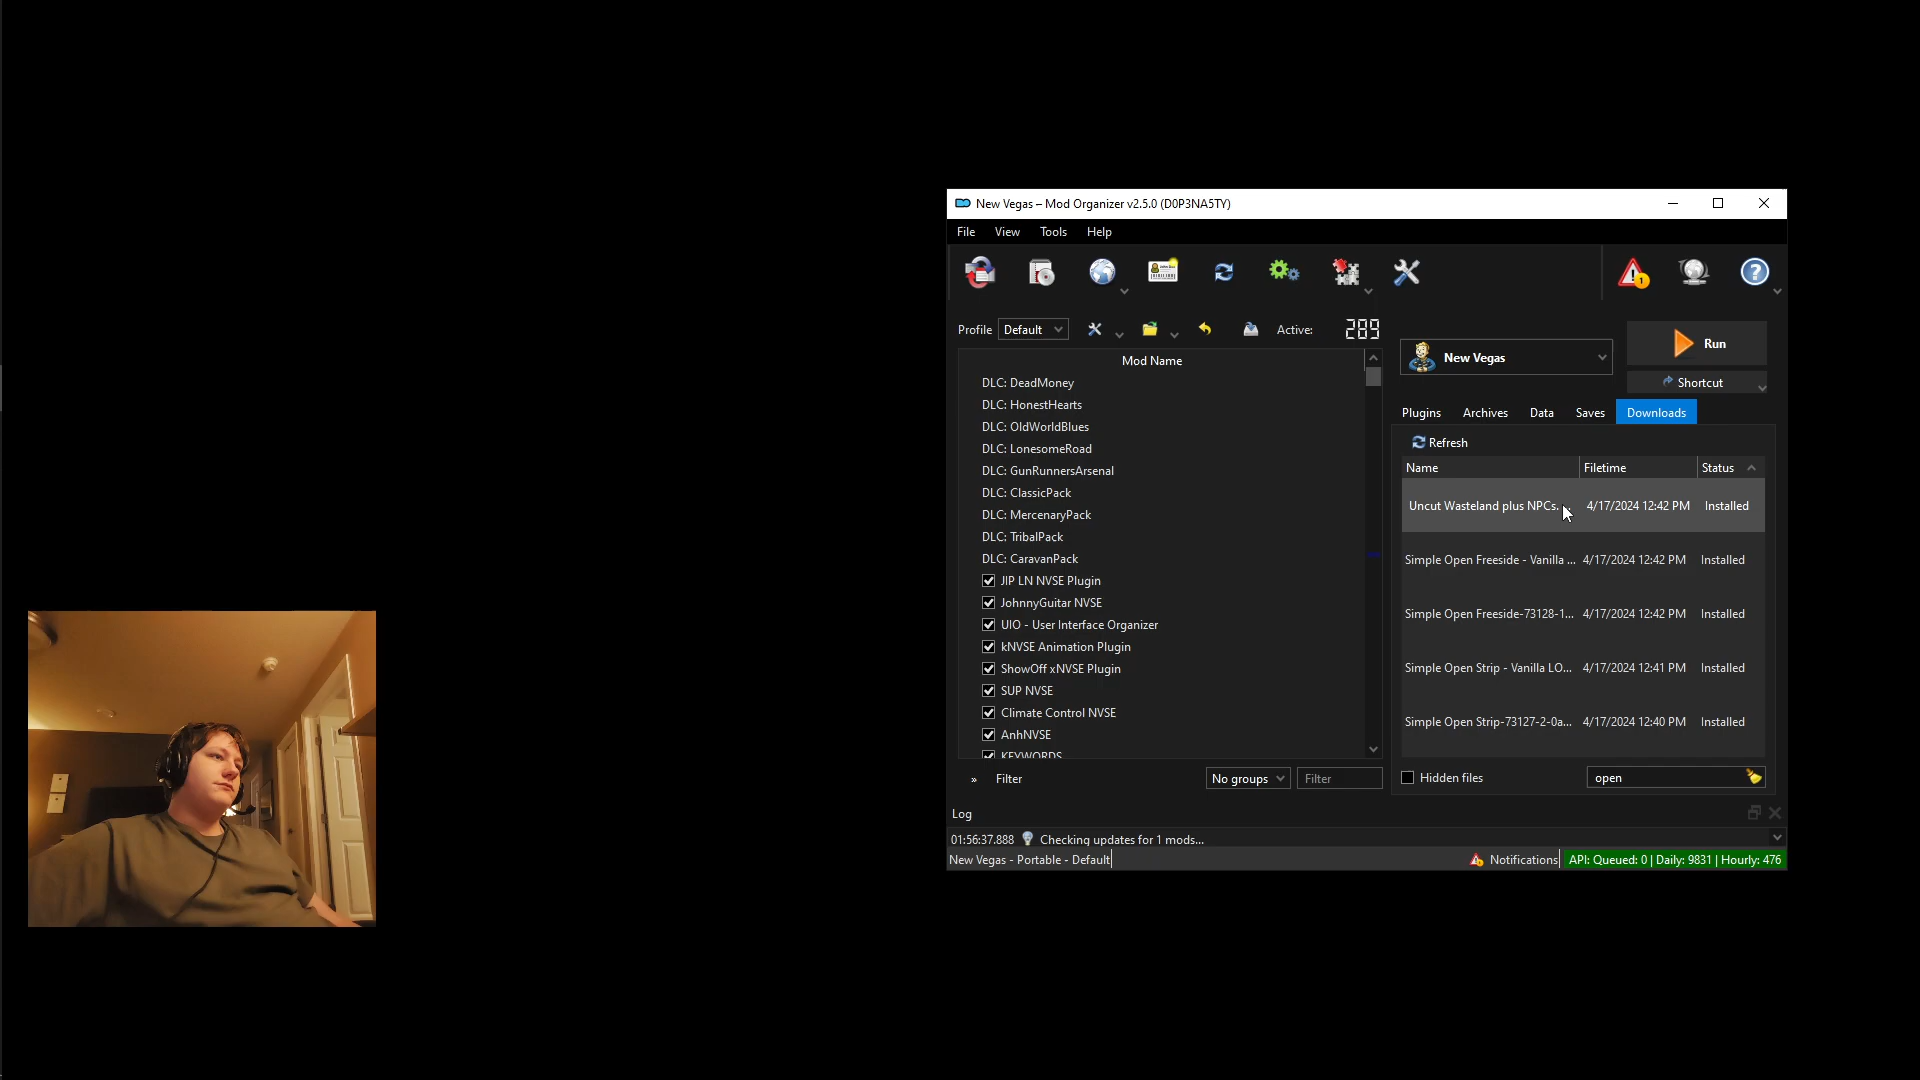 New Vegas – Mod Organizer v2.5.0 (D0P3NA5TY)
File View Tools Help
1
Profile Default Active: 289
Mod Name
DLC: DeadMoney
DLC: HonestHearts
DLC: OldWorldBlues
DLC: LonesomeRoad
DLC: GunRunnersArsenal
DLC: ClassicPack
DLC: MercenaryPack
DLC: TribalPack
DLC: CaravanPack
JIP LN NVSE Plugin
JohnnyGuitar NVSE
UIO - User Interface Organizer
kNVSE Animation Plugin
ShowOff xNVSE Plugin
SUP NVSE
Climate Control NVSE
AnhNVSE
KEYWORDS
» Filter No groups Filter
New Vegas
Run
Shortcut
Plugins Archives Data Saves Downloads
Refresh
Name Filetime Status
Uncut Wasteland plus NPCs. 4/17/2024 12:42 PM Installed
Simple Open Freeside - Vanilla ... 4/17/2024 12:42 PM Installed
Simple Open Freeside-73128-1... 4/17/2024 12:42 PM Installed
Simple Open Strip - Vanilla LO... 4/17/2024 12:41 PM Installed
Simple Open Strip-73127-2-0a... 4/17/2024 12:40 PM Installed
Hidden files open
Log
01:56:37.888 Checking updates for 1 mods...
New Vegas - Portable - Default Notifications API: Queued: 0 | Daily: 9831 | Hourly: 476